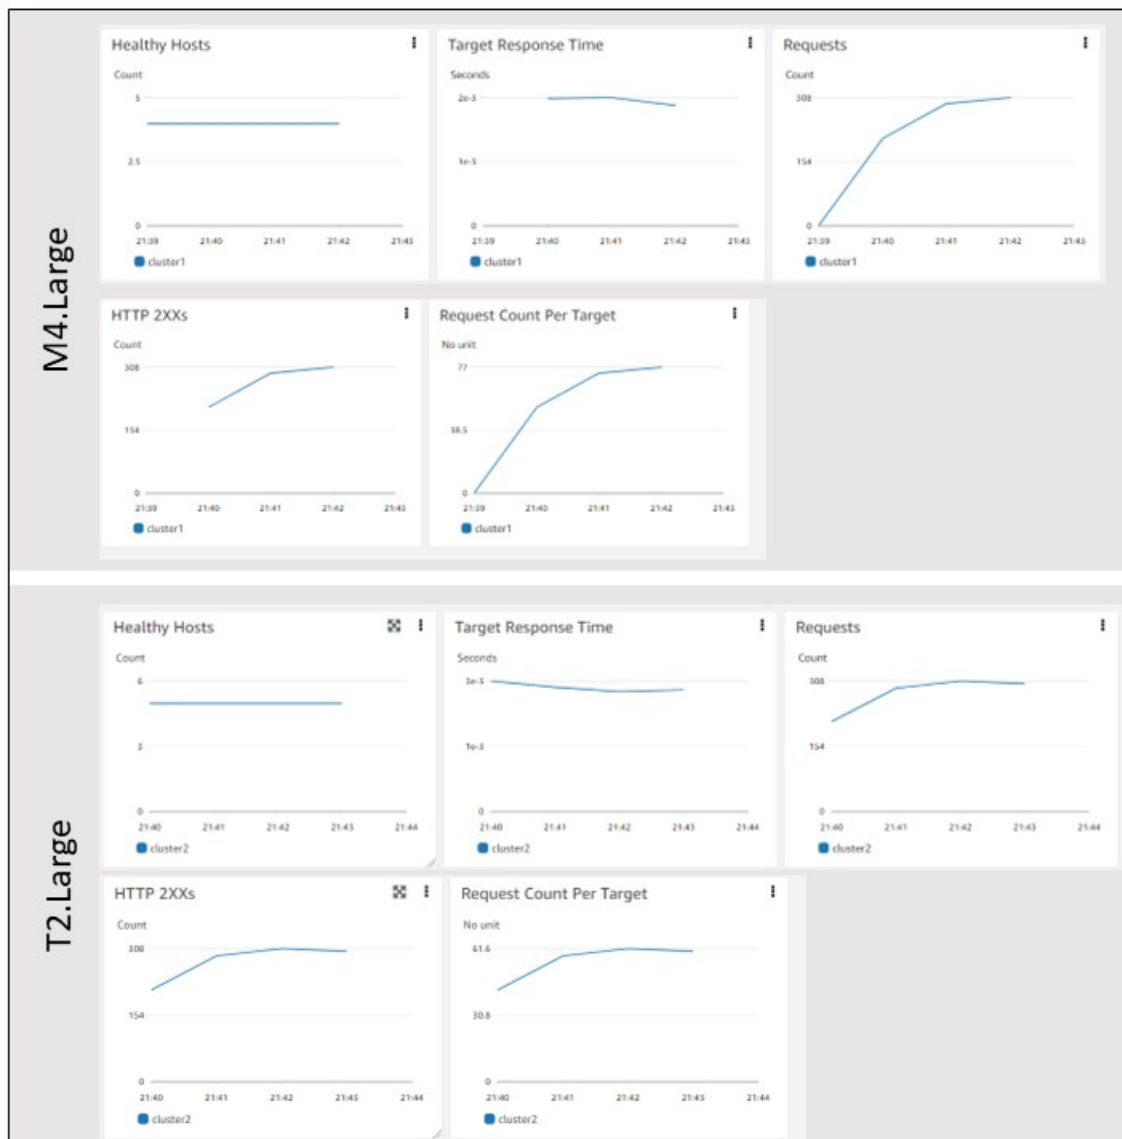 M4.Large
Healthy Hosts
Count
5
2.5
0
21:39 21:40 21:41 21:42 21:43
cluster1
Target Response Time
Seconds
2e-3
1e-3
0
21:39 21:40 21:41 21:42 21:43
cluster1
Requests
Count
308
154
0
21:39 21:40 21:41 21:42 21:43
cluster1
HTTP 2XXs
Count
308
154
0
21:39 21:40 21:41 21:42 21:43
cluster1
Request Count Per Target
No unit
77
38.5
0
21:39 21:40 21:41 21:42 21:43
cluster1
T2.Large
Healthy Hosts
Count
6
3
0
21:40 21:41 21:42 21:43 21:44
cluster2
Target Response Time
Seconds
3e-3
1e-3
0
21:40 21:41 21:42 21:43 21:44
cluster2
Requests
Count
308
154
0
21:40 21:41 21:42 21:43 21:44
cluster2
HTTP 2XXs
Count
308
154
0
21:40 21:41 21:42 21:43 21:44
cluster2
Request Count Per Target
No unit
61.6
30.8
0
21:40 21:41 21:42 21:43 21:44
cluster2